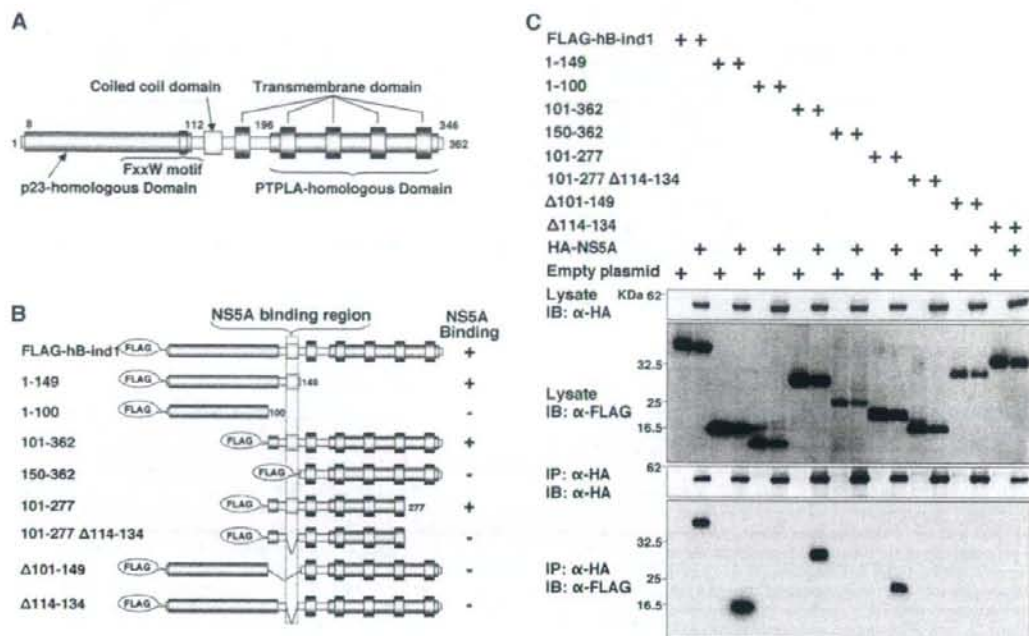 A
Coiled coil domain
Transmembrane domain
8
112
196
346
1
362
FxxW motif
p23-homologous Domain
PTPLA-homologous Domain
B
NS5A binding region
NS5A
Binding
FLAG-hB-ind1 FLAG +
1-149 FLAG +
1-100 FLAG 100 -
101-362 FLAG +
150-362 FLAG -
101-277 FLAG 277 +
101-277 Δ114-134 FLAG -
Δ101-149 FLAG -
Δ114-134 FLAG -
C
FLAG-hB-ind1 + +
1-149 + +
1-100 + +
101-362 + +
150-362 + +
101-277 + +
101-277 Δ114-134 + +
Δ101-149 + +
Δ114-134 + +
HA-NS5A + + + + + + + + +
Empty plasmid + + + + + + + + +
Lysate KDa 62
IB: α-HA
32.5
Lysate 25
IB: α-FLAG
16.5
62
IP: α-HA
IB: α-HA
32.5
IP: α-HA
IB: α-FLAG 25
16.5